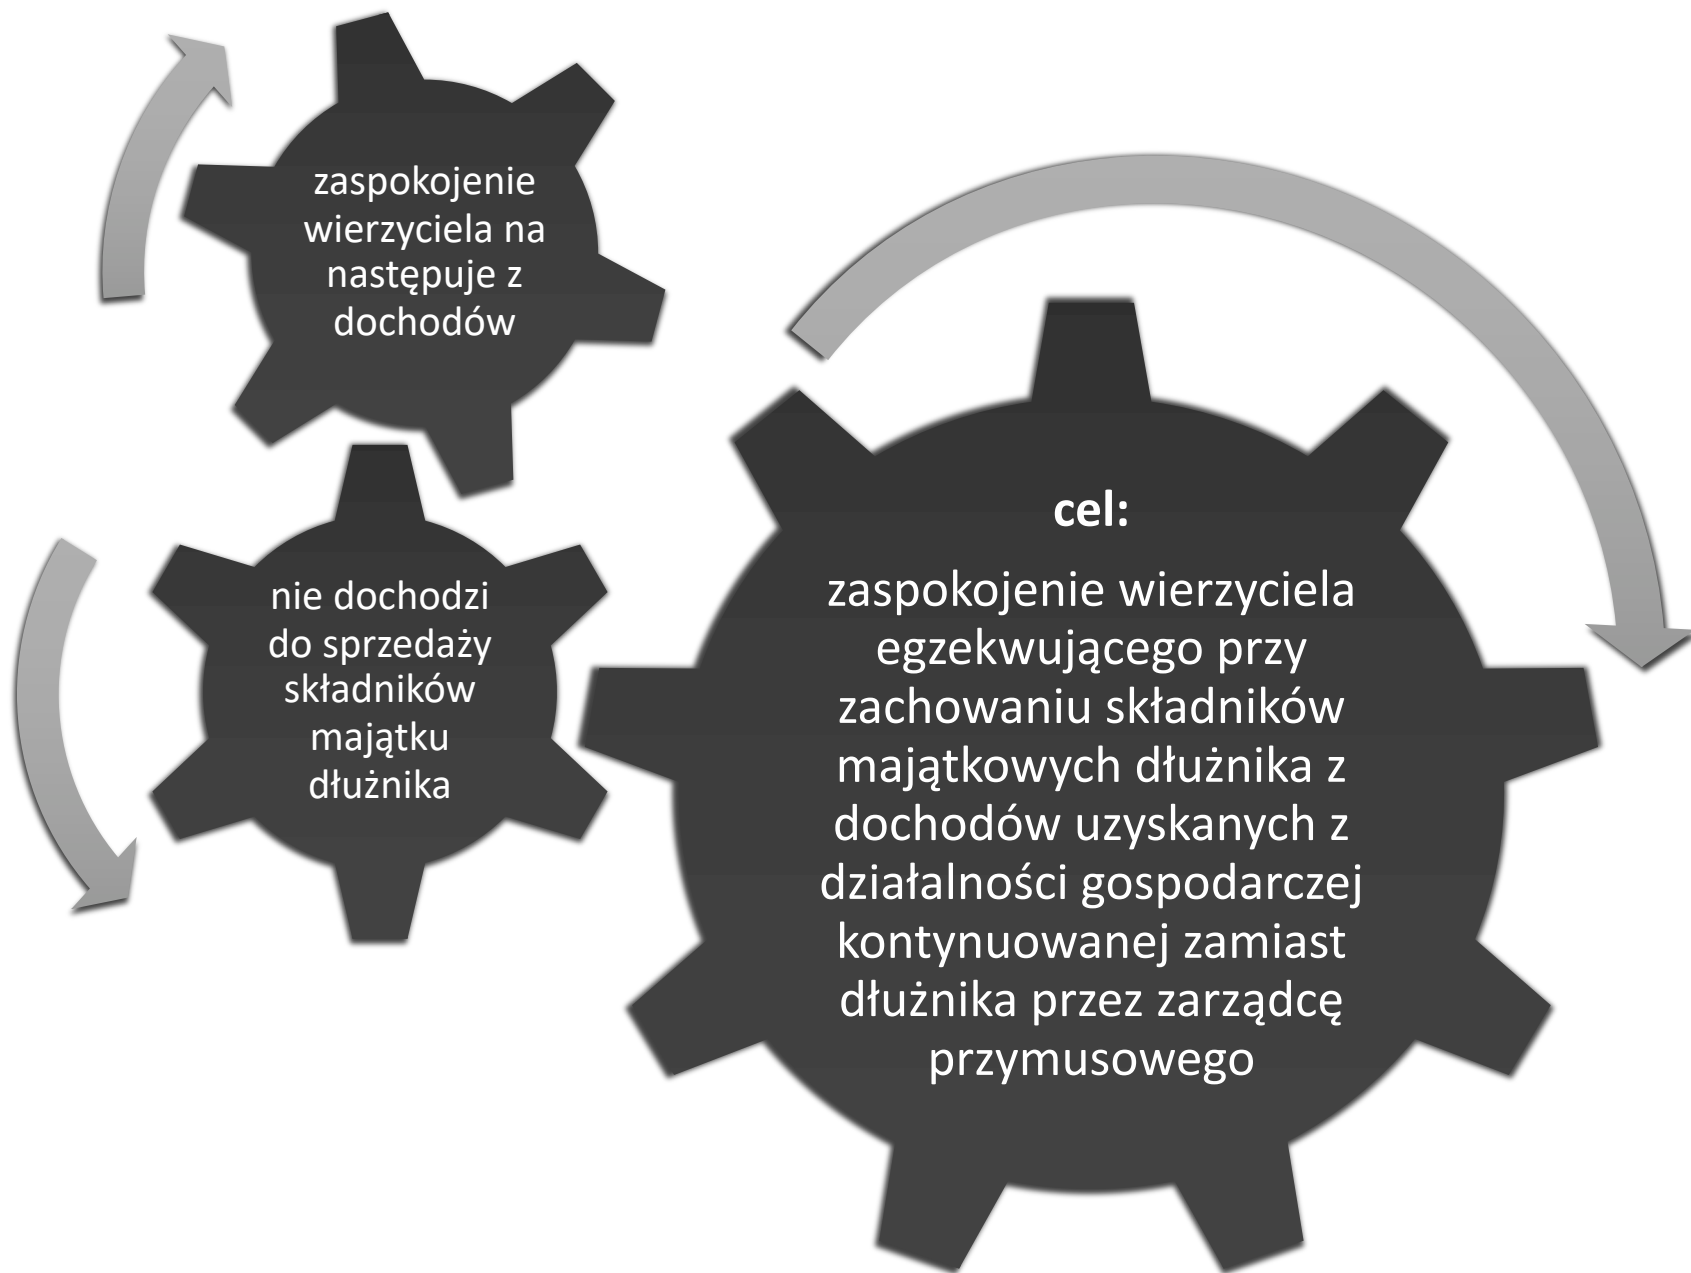 zaspokojenie
wierzyciela na
następuje z
dochodów
nie dochodzi
do sprzedaży
składników
majątku
dłużnika
cel:
zaspokojenie wierzyciela
egzekwującego przy
zachowaniu składników
majątkowych dłużnika z
dochodów uzyskanych z
działalności gospodarczej
kontynuowanej zamiast
dłużnika przez zarządcę
przymusowego